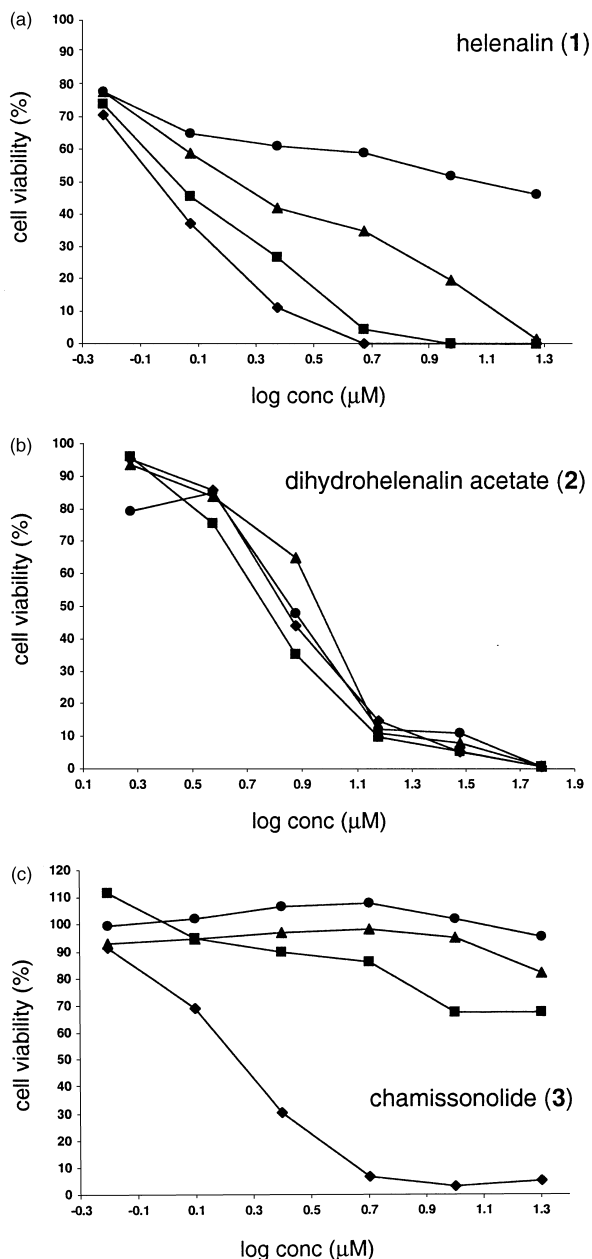 (a)
helenalin (1)
cell viability (%)
100
90
80
70
60
50
40
30
20
10
0
-0.3 -0.1 0.1 0.3 0.5 0.7 0.9 1.1 1.3
log conc (μM)
(b)
dihydrohelenalin acetate (2)
cell viability (%)
100
90
80
70
60
50
40
30
20
10
0
0.1 0.3 0.5 0.7 0.9 1.1 1.3 1.5 1.7 1.9
log conc (μM)
(c)
chamissonolide (3)
cell viability (%)
120
110
100
90
80
70
60
50
40
30
20
10
0
-0.3 -0.1 0.1 0.3 0.5 0.7 0.9 1.1 1.3
log conc (μM)